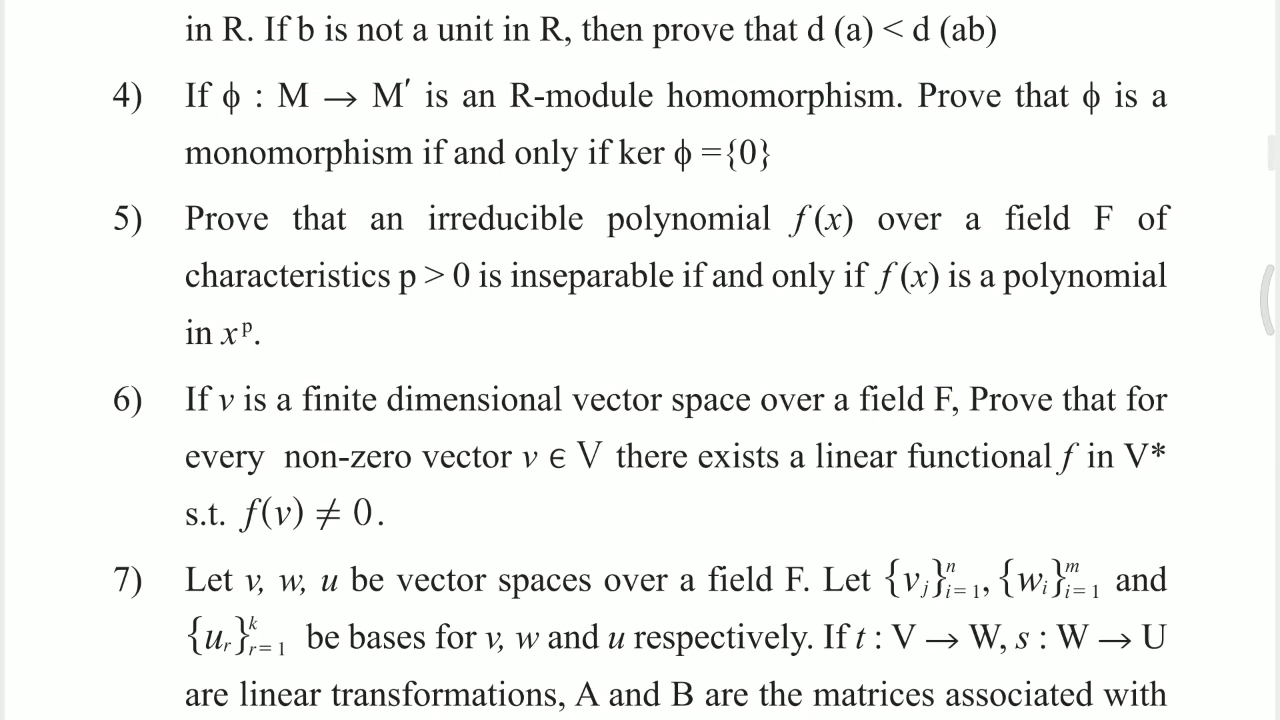 in R. If b is not a unit in R, then prove that d (a) < d (ab)
4) If ϕ : M → M′ is an R-module homomorphism. Prove that ϕ is a
monomorphism if and only if ker ϕ ={0}
5) Prove that an irreducible polynomial f(x) over a field F of
characteristics p > 0 is inseparable if and only if f(x) is a polynomial
in xᵖ.
6) If v is a finite dimensional vector space over a field F, Prove that for
every non-zero vector v ϵ V there exists a linear functional f in V*
s.t. f(v) ≠ 0.
7) Let v, w, u be vector spaces over a field F. Let {v_j}_{i=1}^n, {w_i}_{i=1}^m and
{u_r}_{r=1}^k be bases for v, w and u respectively. If t : V → W, s : W → U
are linear transformations, A and B are the matrices associated with